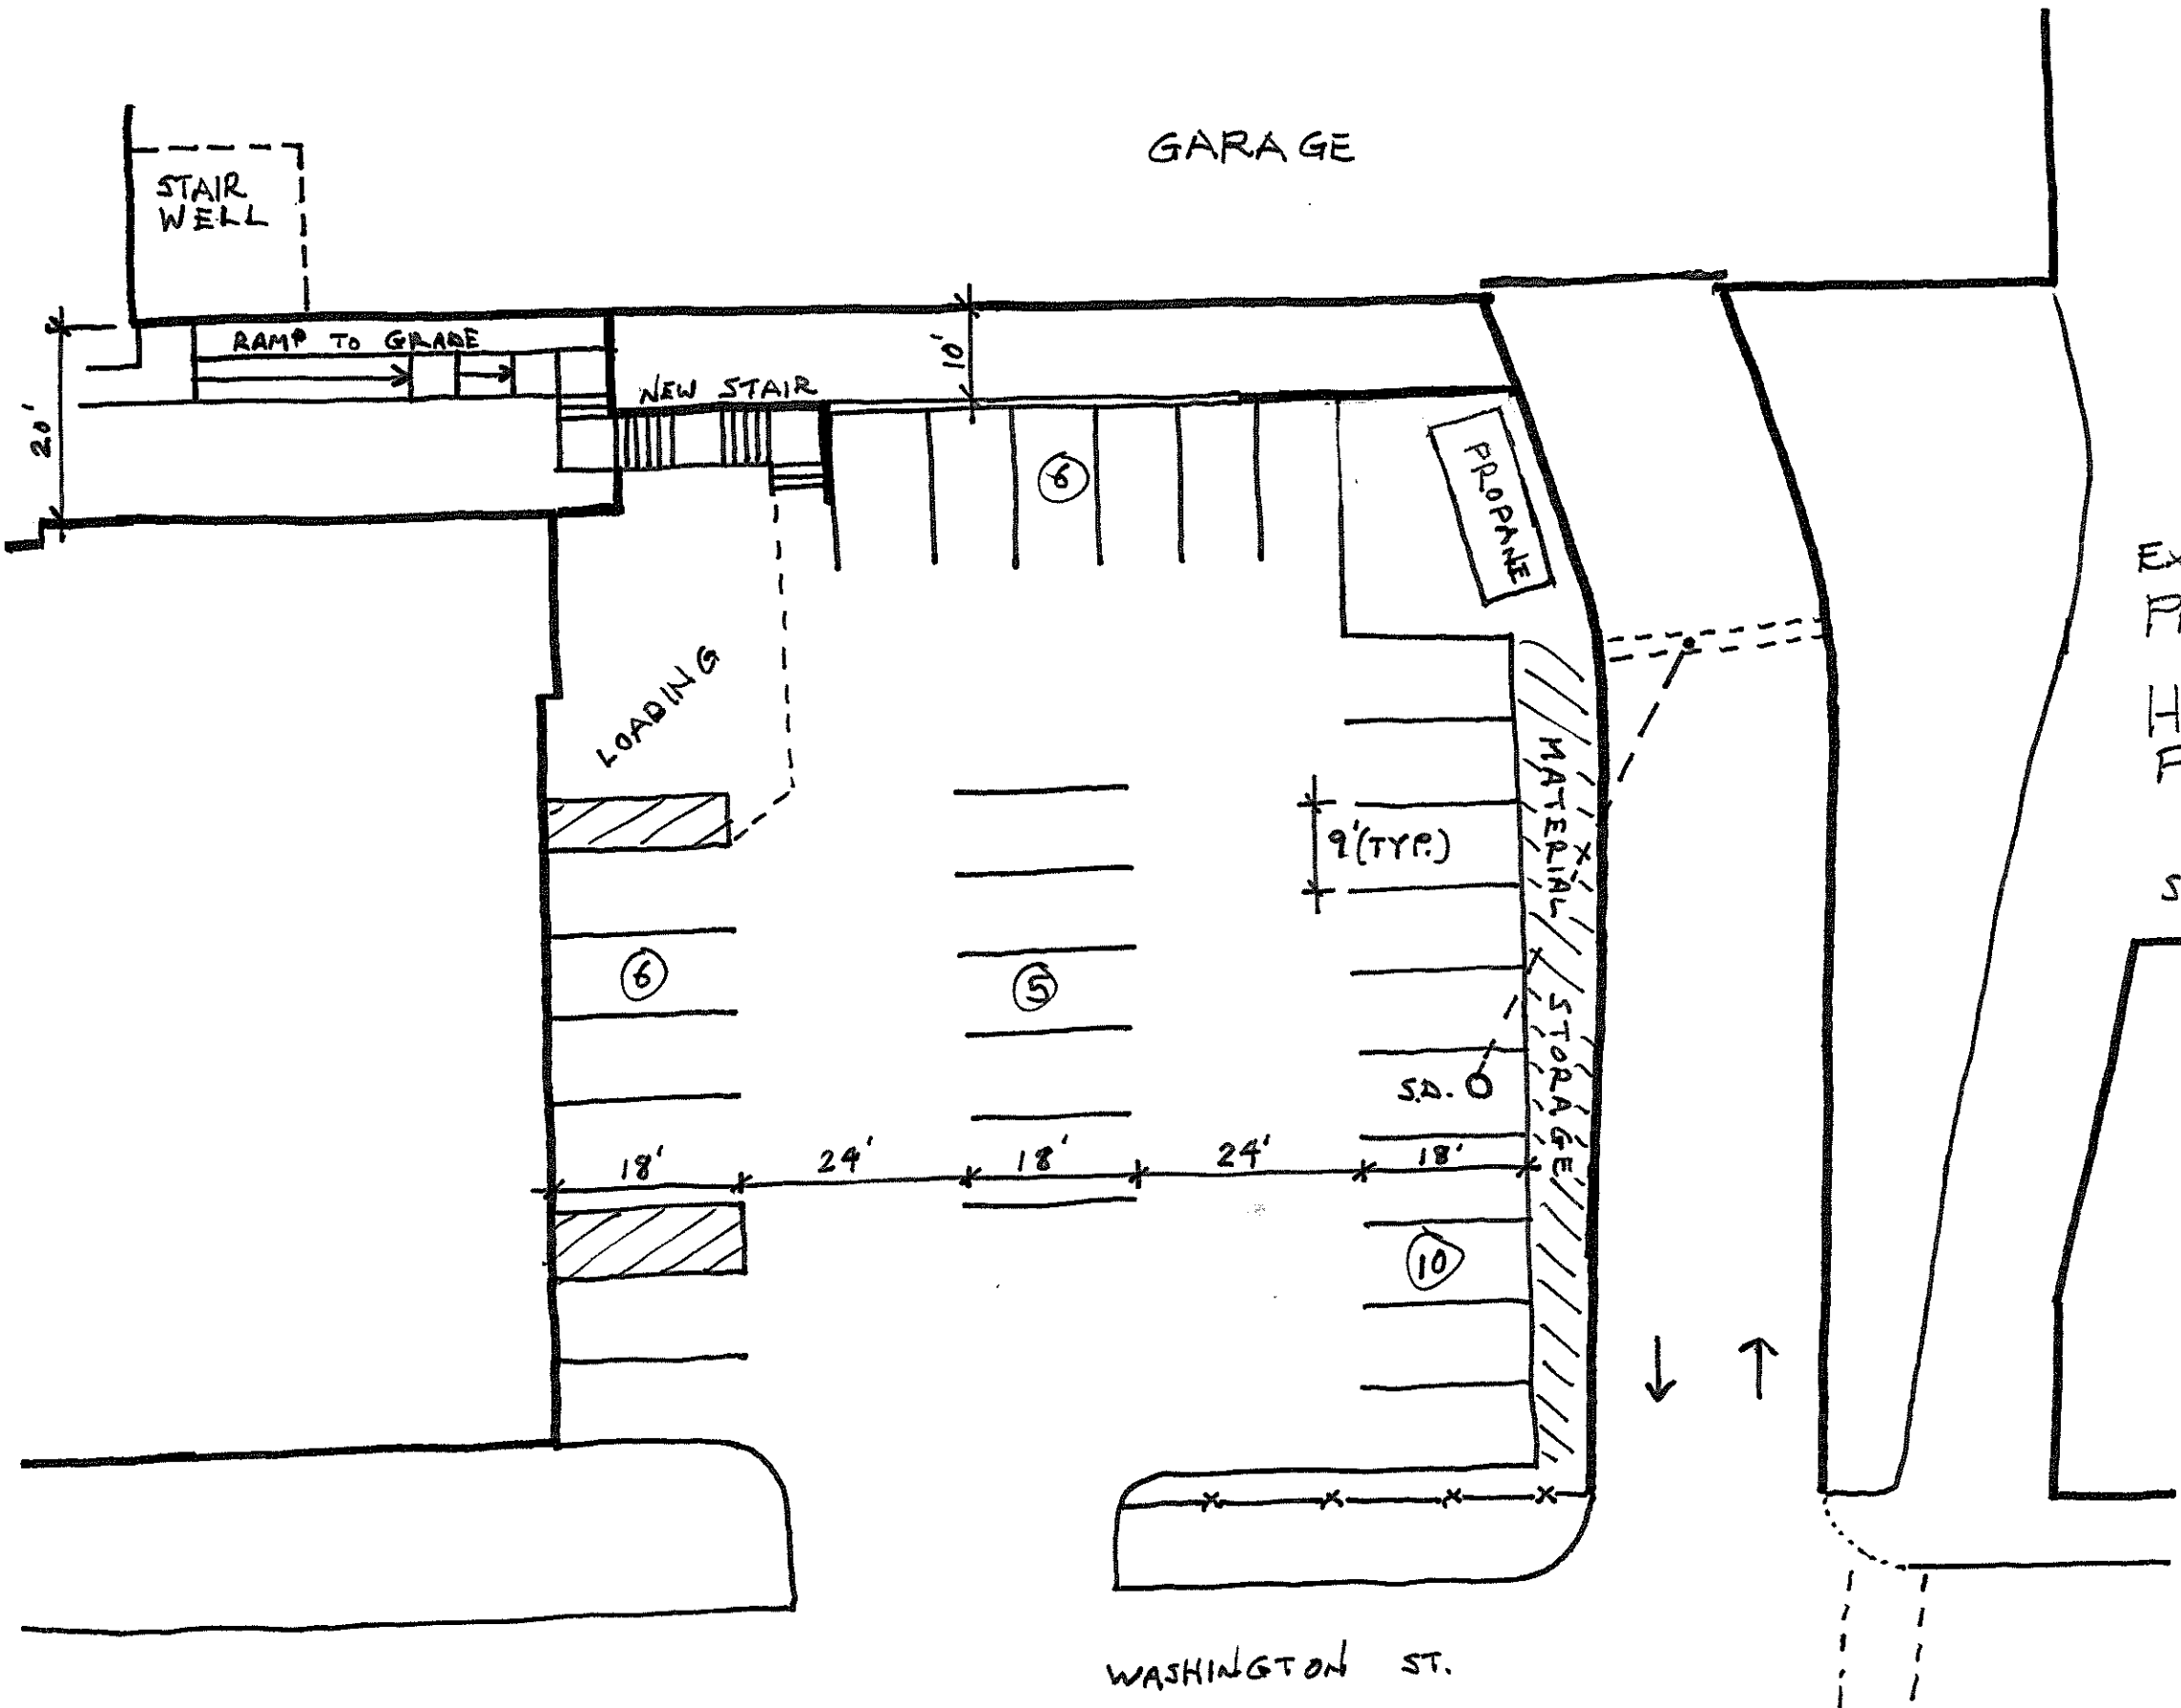 GARAGE
STAIR
WELL
RAMP TO GRADE
10'
NEW STAIR
20'
6
PROPANE
LOADING
MATERIAL STORAGE
9'(TYP.)
6
5
S.D.
18'
24'
18'
24'
18'
10
WASHINGTON ST.